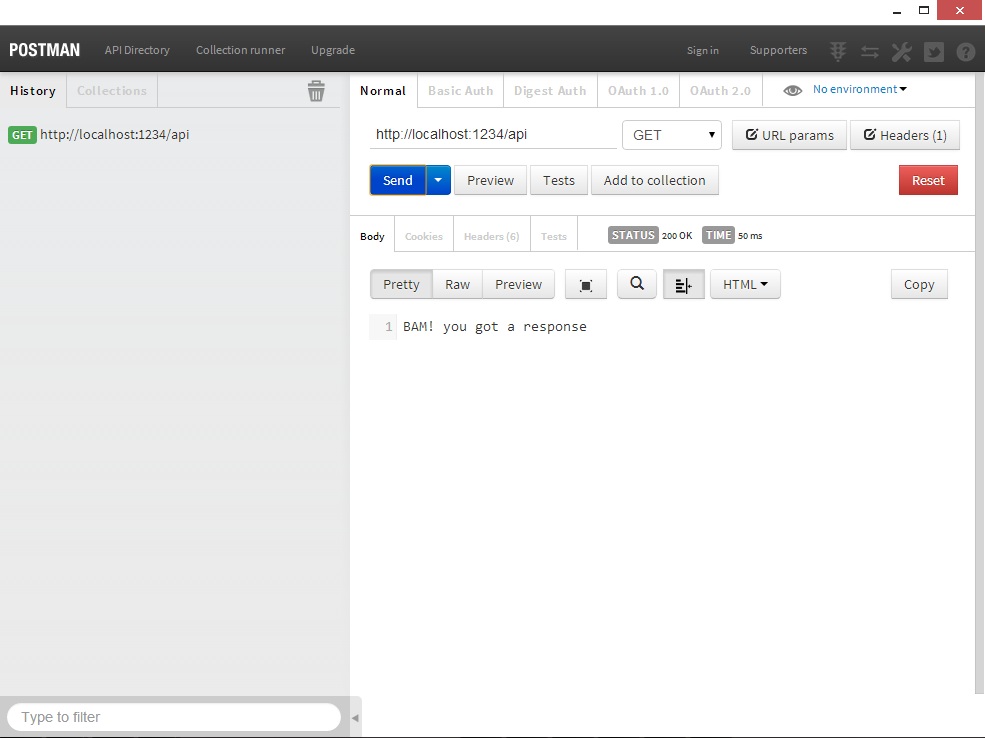 POSTMAN API Directory Collection runner Upgrade Sign in Supporters
History Collections Normal Basic Auth Digest Auth OAuth 1.0 OAuth 2.0 No environment
GET http://localhost:1234/api http://localhost:1234/api GET URL params Headers (1)
Send Preview Tests Add to collection Reset
Body Cookies Headers (6) Tests STATUS 200 OK TIME 50 ms
Pretty Raw Preview HTML Copy
1 BAM! you got a response
Type to filter